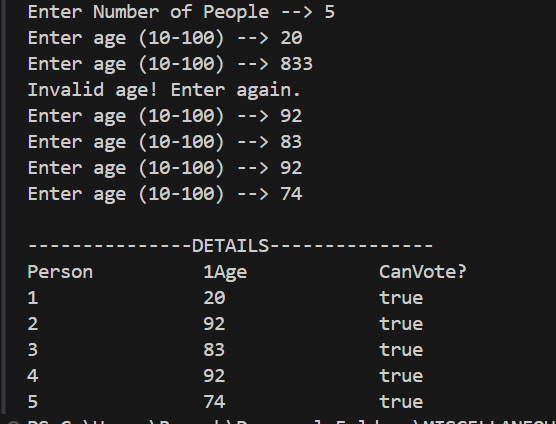 Enter Number of People --> 5
Enter age (10-100) --> 20
Enter age (10-100) --> 833
Invalid age! Enter again.
Enter age (10-100) --> 92
Enter age (10-100) --> 83
Enter age (10-100) --> 92
Enter age (10-100) --> 74
---------------DETAILS---------------
Person 1Age CanVote?
1 20 true
2 92 true
3 83 true
4 92 true
5 74 true